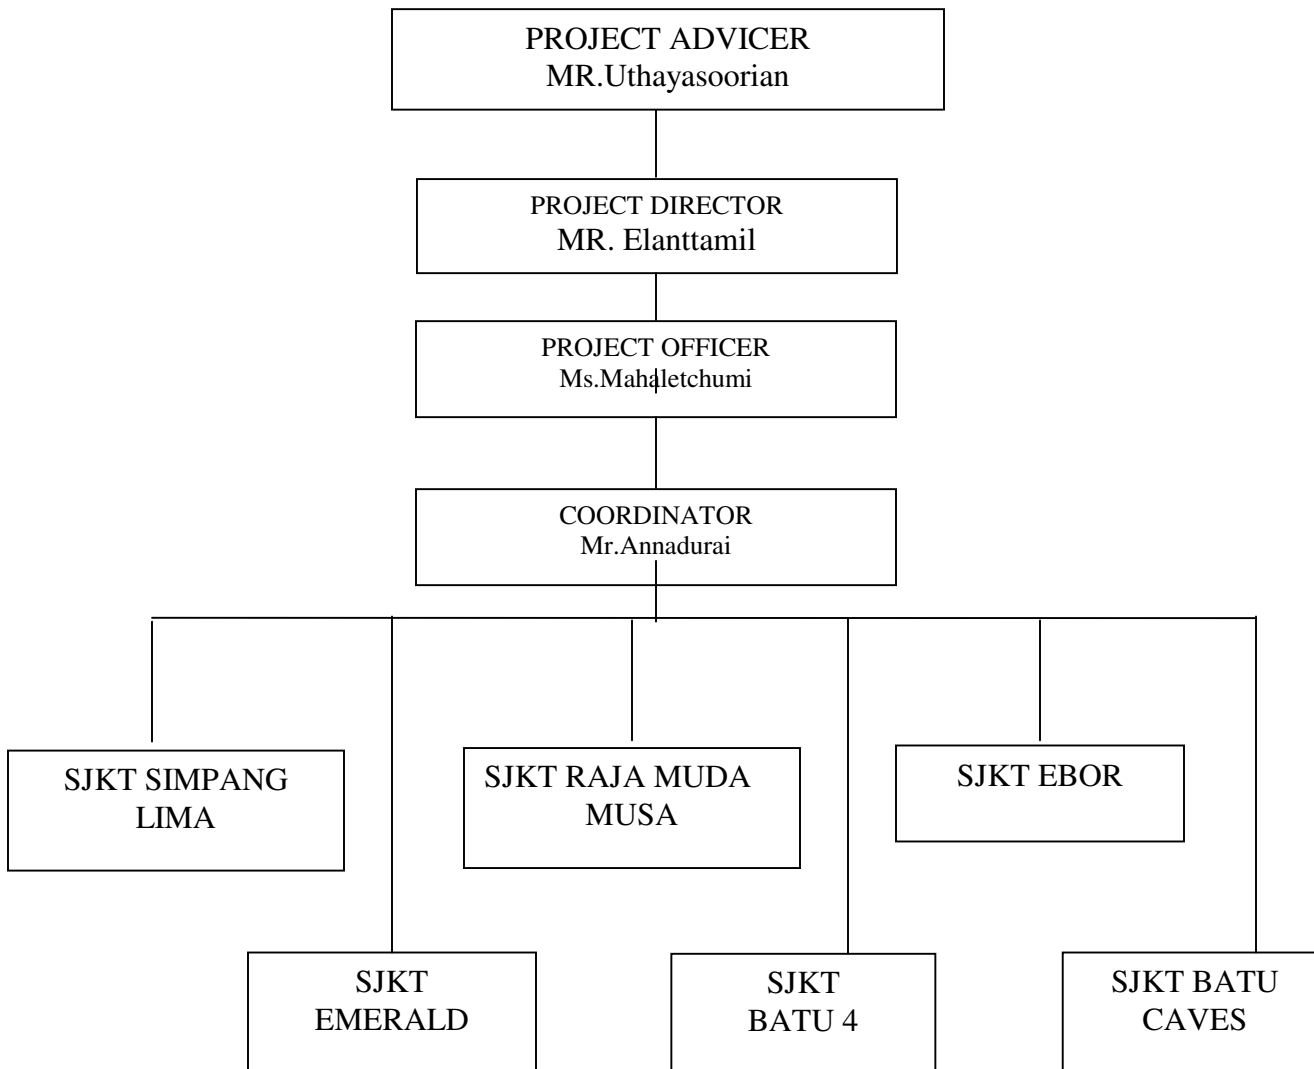 PROJECT ADVICER
MR.Uthayasoorian
PROJECT DIRECTOR
MR. Elanttamil
PROJECT OFFICER
Ms.Mahaletchumi
COORDINATOR
Mr.Annadurai
SJKT SIMPANG
LIMA
SJKT RAJA MUDA
MUSA
SJKT EBOR
SJKT
EMERALD
SJKT
BATU 4
SJKT BATU
CAVES